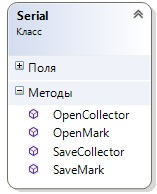 Serial
Класс
Поля
Методы
OpenCollector
OpenMark
SaveCollector
SaveMark